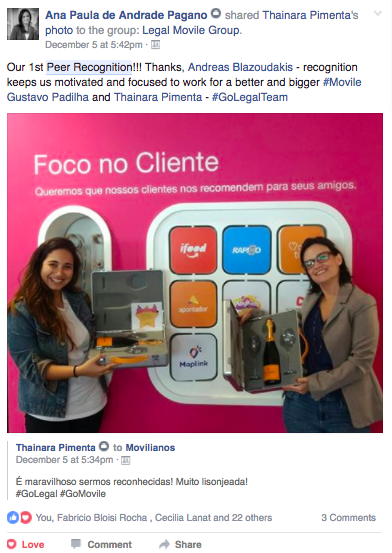 Ana Paula de Andrade Pagano shared Thainara Pimenta's
photo to the group: Legal Movile Group.
December 5 at 5:42pm ·
Our 1st Peer Recognition!!! Thanks, Andreas Blazoudakis - recognition
keeps us motivated and focused to work for a better and bigger #Movile
Gustavo Padilha and Thainara Pimenta - #GoLegalTeam
Foco no Cliente
Queremos que nossos clientes nos recomendem para seus amigos.
ifood
apontador
Maplink
Thainara Pimenta to Movilianos
December 5 at 5:34pm ·
É maravilhoso sermos reconhecidas! Muito lisonjeada!
#GoLegal #GoMovile
You, Fabricio Bloisi Rocha , Cecilia Lanat and 22 others
3 Comments
Love
Comment
Share